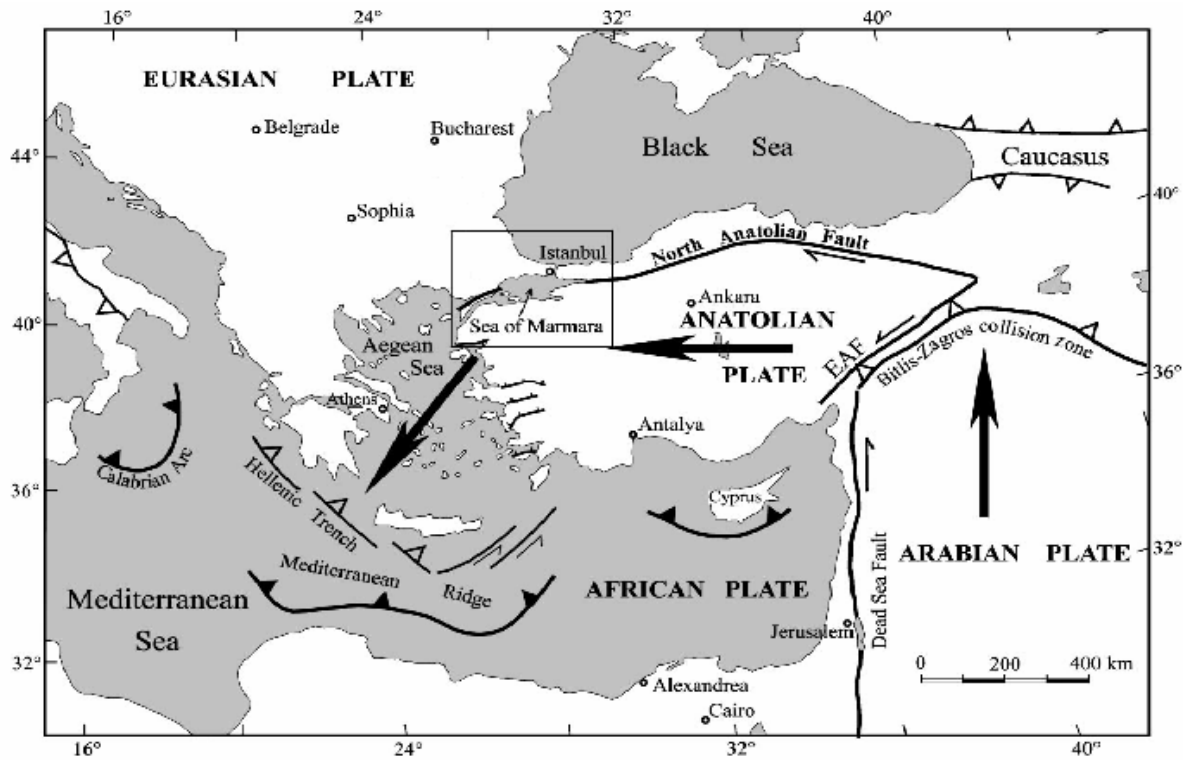 16°
24°
32°
40°
EURASIAN PLATE
Belgrade
Bucharest
Black Sea
Caucasus
44°
40°
Sophia
Istanbul
North Anatolian Fault
Ankara
Sea of Marmara
ANATOLIAN
PLATE
40°
Aegean
Sea
EAF
Bitlis-Zagros collision zone
36°
Athens
Antalya
Calabrian Arc
Hellenic
Trench
36°
Cyprus
ARABIAN PLATE
32°
Mediterranean
Ridge
AFRICAN PLATE
Dead Sea Fault
Mediterranean
Sea
Jerusalem
0 200 400 km
32°
Alexandrea
Cairo
16°
24°
32°
40°